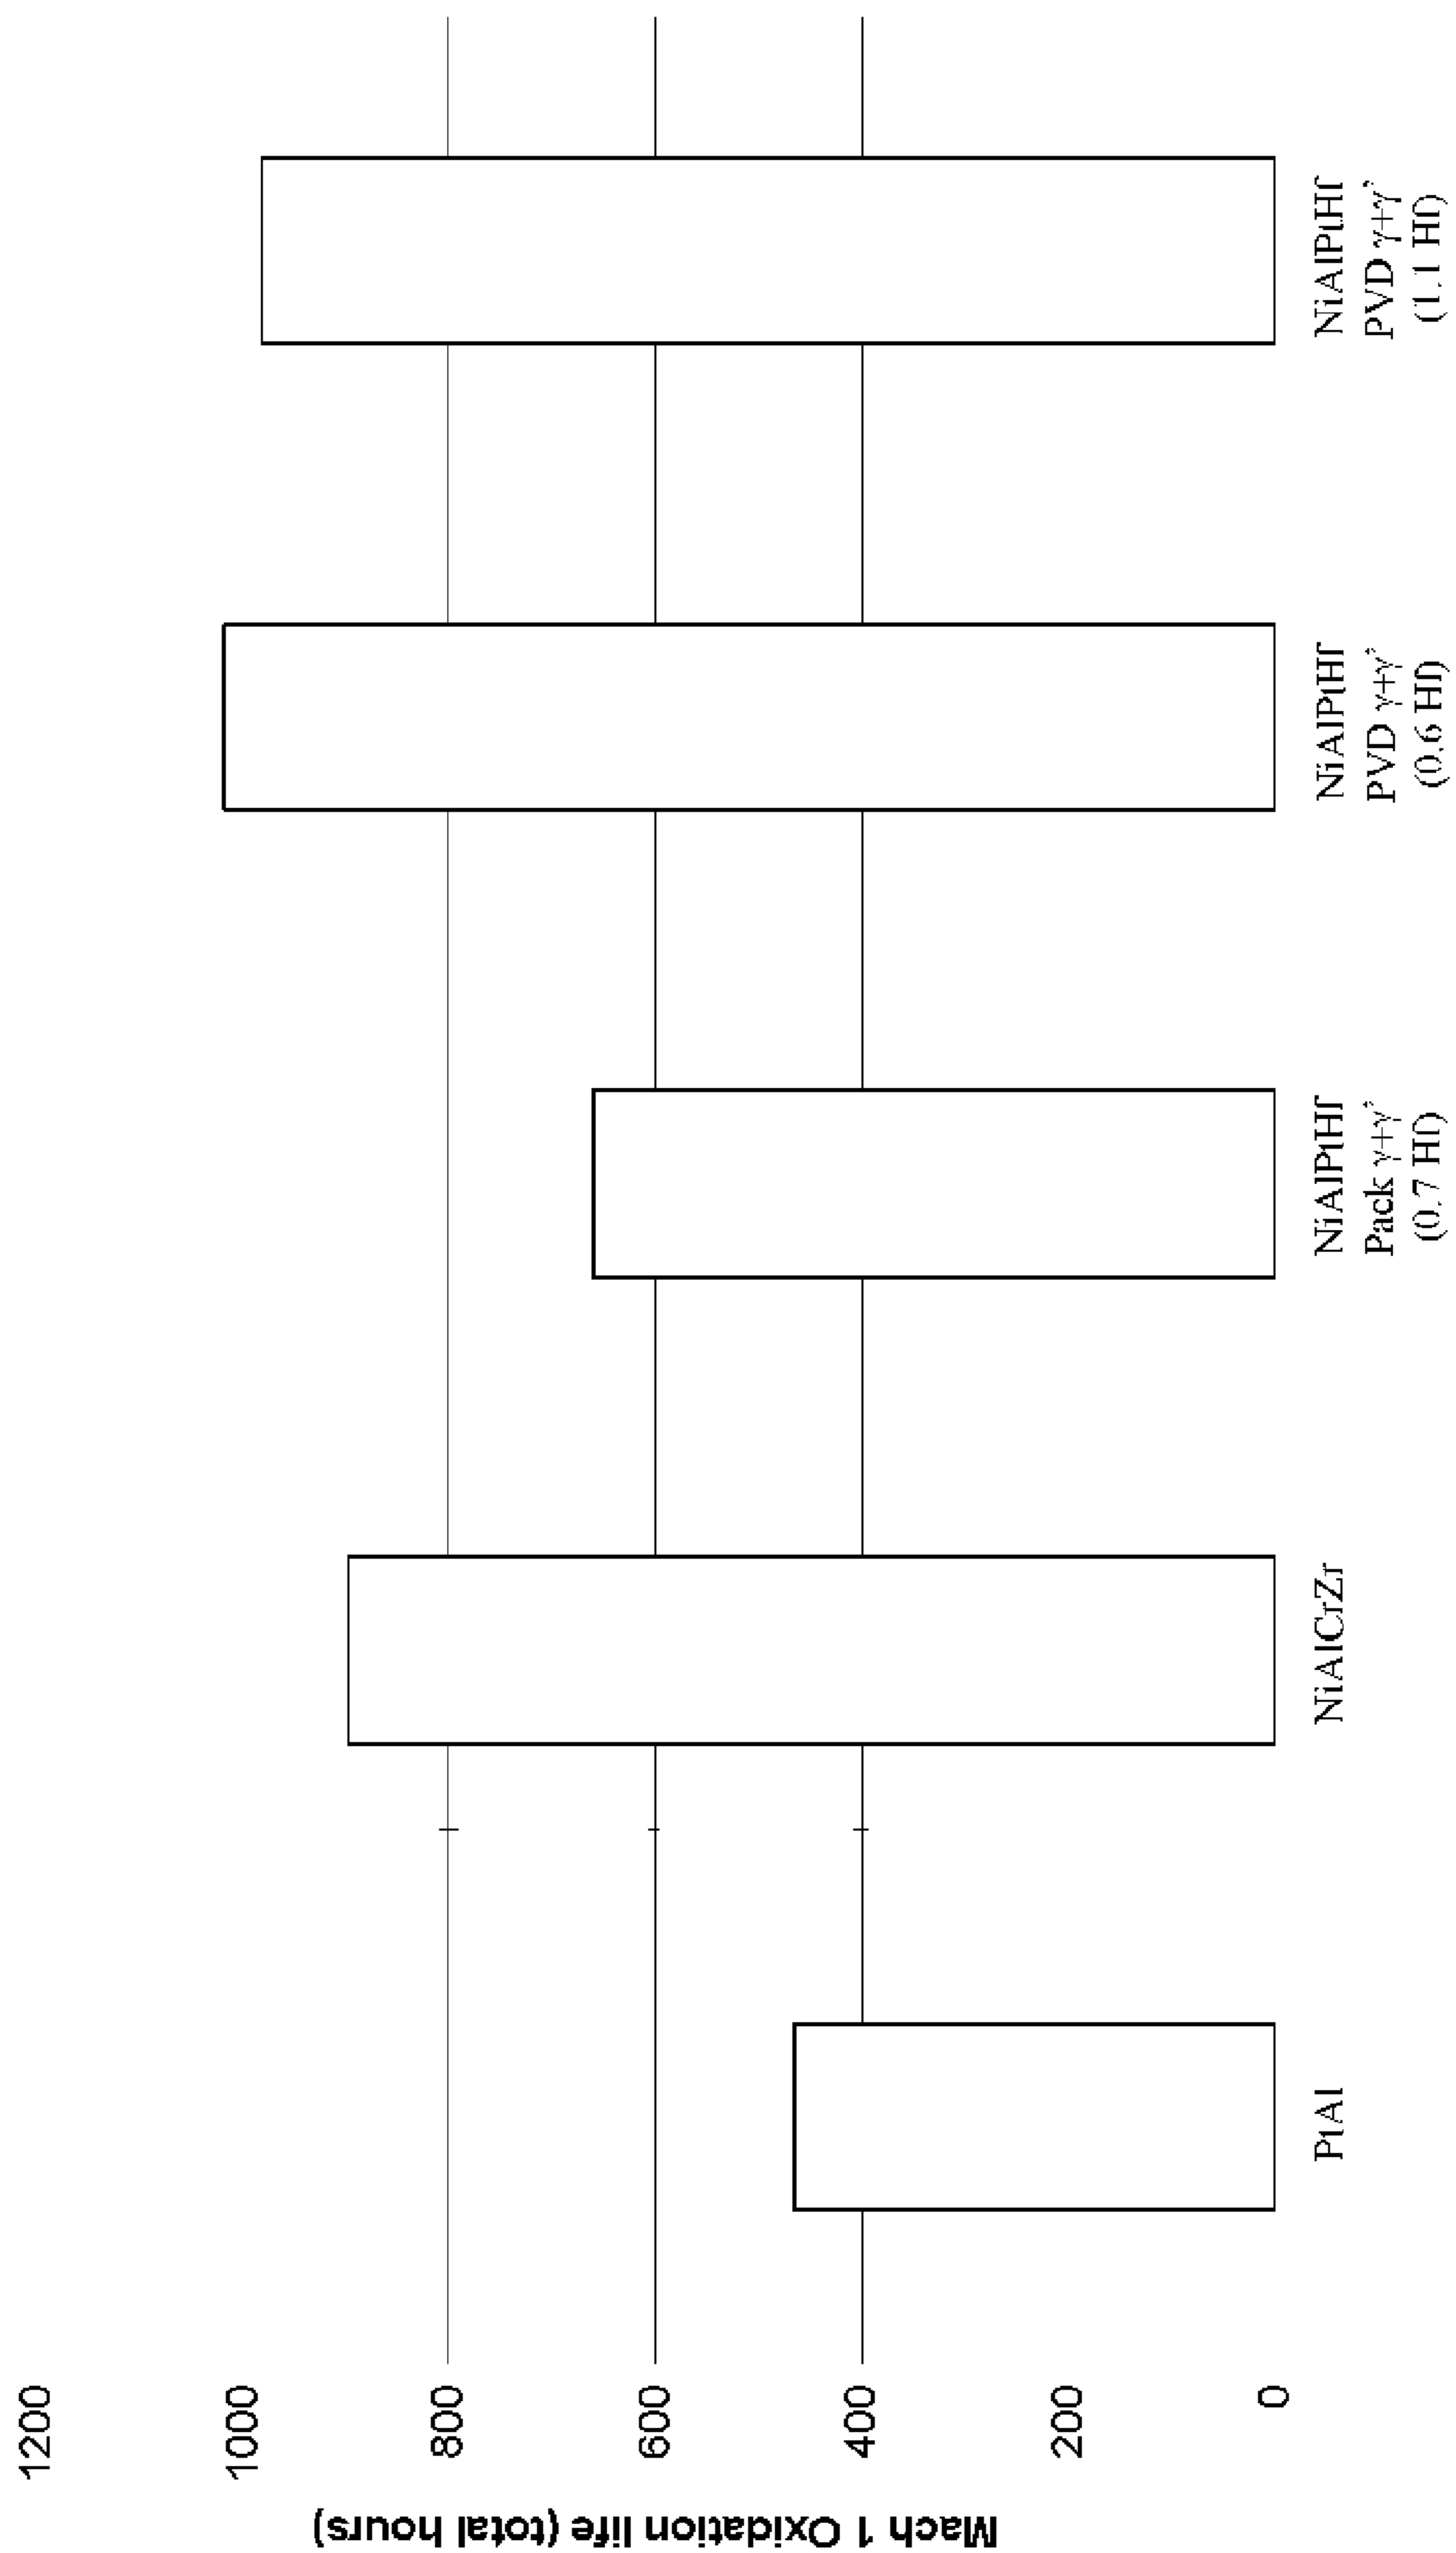 Mach 1 Oxidation life (total hours)
1200
1000
800
600
400
200
0
PtAl
NiAlCrZr
NiAlPtHf
Pack γ+γ'
(0.7 Hf)
NiAlPtHf
PVD γ+γ'
(0.6 Hf)
NiAlPtHf
PVD γ+γ'
(1.1 Hf)